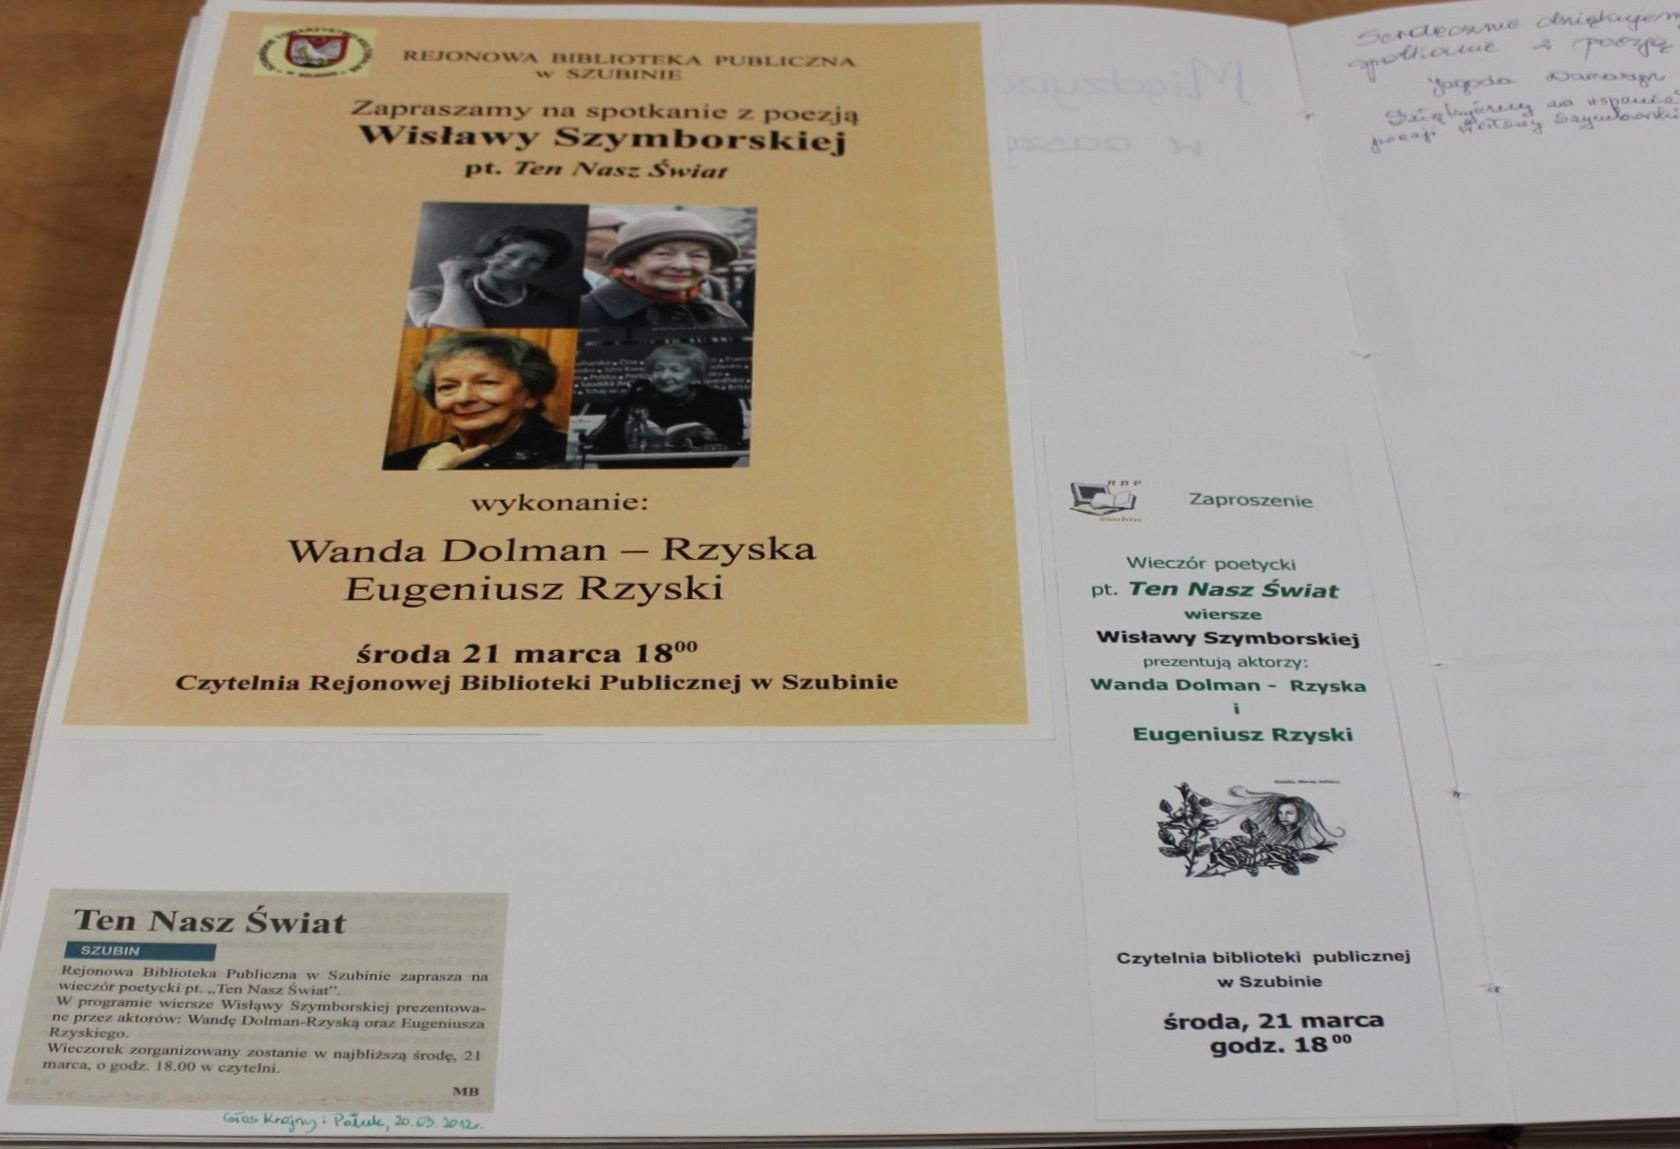 REJONOWA BIBLIOTEKA PUBLICZNA
w SZUBINIE
Zapraszamy na spotkanie z poezją
Wisławy Szymborskiej
pt. Ten Nasz Świat
wykonanie:
Wanda Dolman – Rzyska
Eugeniusz Rzyski
środa 21 marca 18⁰⁰
Czytelnia Rejonowej Biblioteki Publicznej w Szubinie
Ten Nasz Świat
SZUBIN
Rejonowa Biblioteka Publiczna w Szubinie zaprasza na
wieczór poetycki pt. „Ten Nasz Świat”.
W programie wiersze Wisłąwy Szymborskiej prezentowa-
ne przez aktorów: Wandę Dolman-Rzyską oraz Eugeniusza
Rzyskiego.
Wieczorek zorganizowany zostanie w najbliższą środę, 21
marca, o godz. 18.00 w czytelni.
MB
Głos Krajny i Pałuk, 20.03.2012r.
RBP
Szubin
Zaproszenie
Wieczór poetycki
pt. Ten Nasz Świat
wiersze
Wisławy Szymborskiej
prezentują aktorzy:
Wanda Dolman - Rzyska
i
Eugeniusz Rzyski
Czytelnia biblioteki publicznej
w Szubinie
środa, 21 marca
godz. 18⁰⁰
Serdecznie dziękujemy
spotkanie z poezją
Jagoda
Dziękujemy za
poezji Wisławy Szymborski